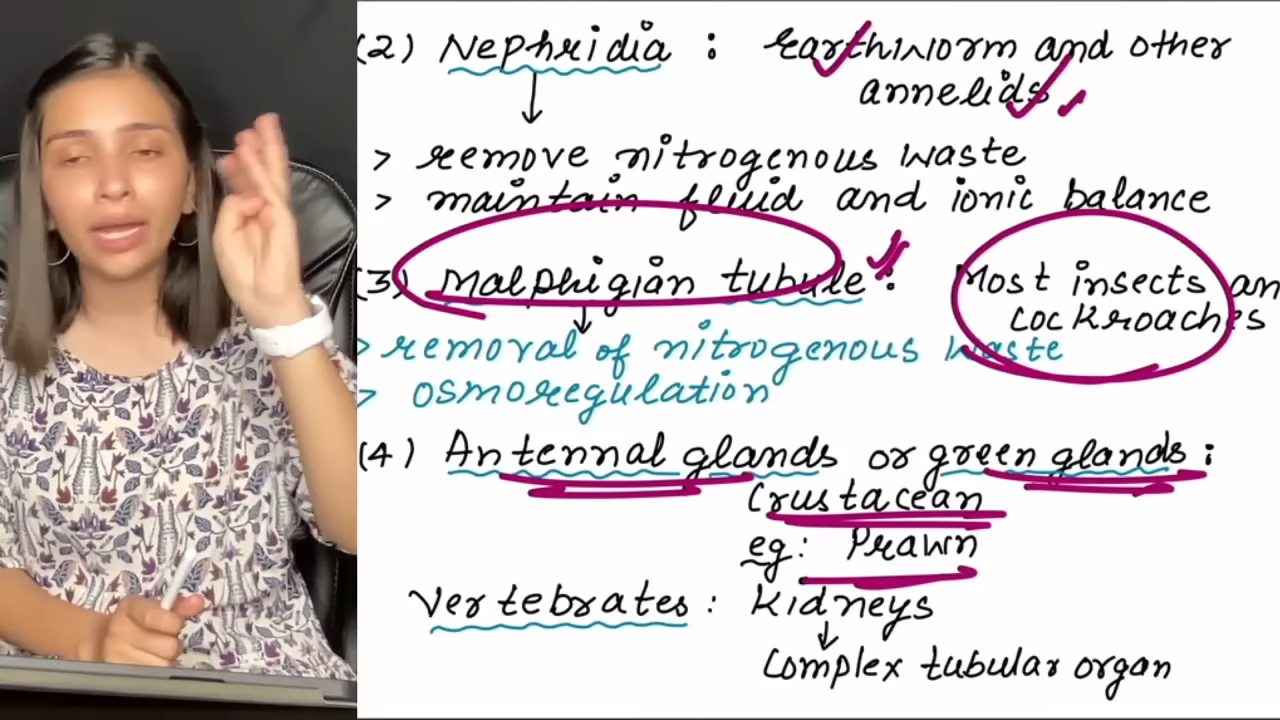 (2) Nephridia : earthworm and other
annelids.
> remove nitrogenous waste
> maintain fluid and ionic balance
(3) Malphigian tubule : Most insects an
cockroaches
> removal of nitrogenous waste
> osmoregulation
(4) Antennal glands or green glands :
Crustacean
eg: Prawn
Vertebrates : Kidneys
Complex tubular organ